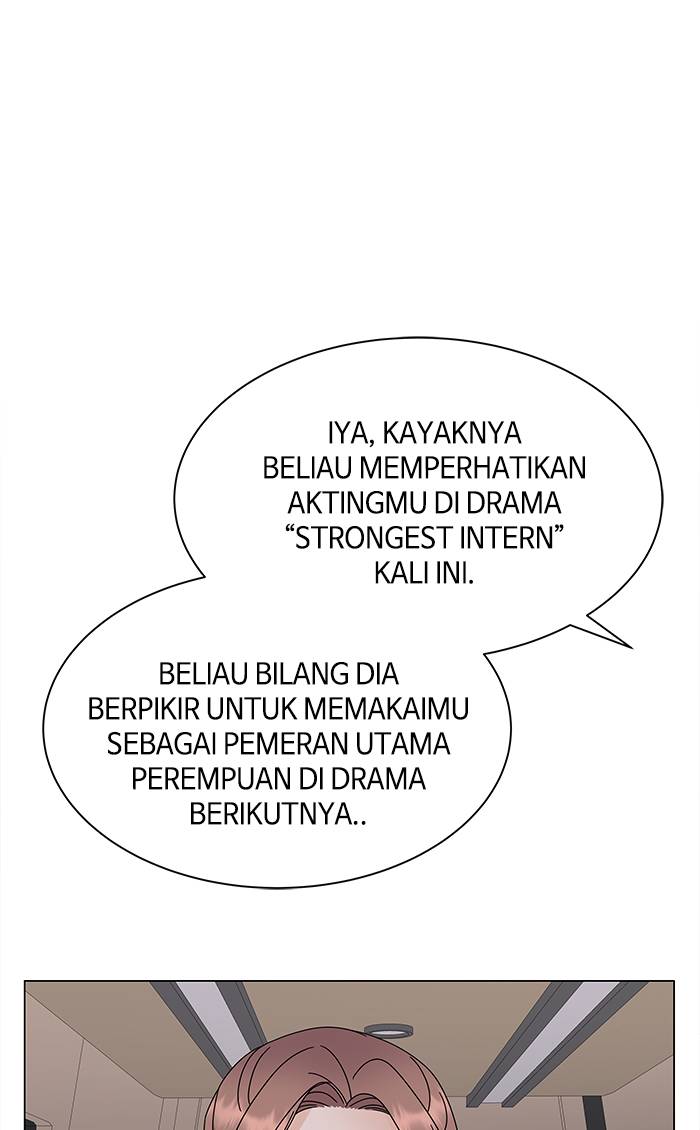 IYA, KAYAKNYA
BELIAU MEMPERHATIKAN
AKTINGMU DI DRAMA
“STRONGEST INTERN”
KALI INI.
BELIAU BILANG DIA
BERPIKIR UNTUK MEMAKAIMU
SEBAGAI PEMERAN UTAMA
PEREMPUAN DI DRAMA
BERIKUTNYA..